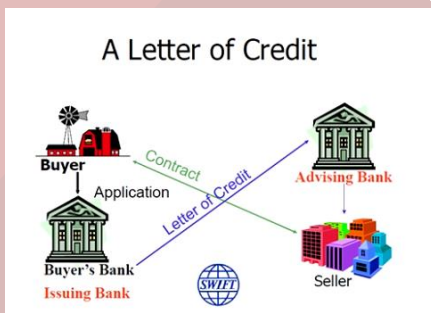 A Letter of Credit
Buyer
Contract
Advising Bank
Application
Letter of Credit
Buyer's Bank
Seller
Issuing Bank
SWIFT